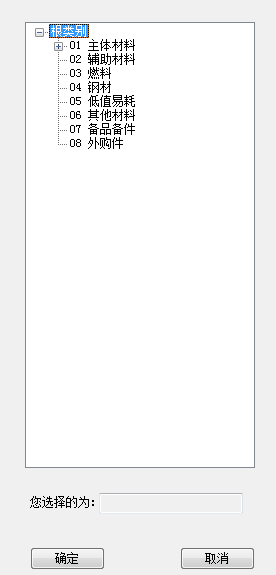 根类别
01 主体材料
02 辅助材料
03 燃料
04 钢材
05 低值易耗
06 其他材料
07 备品备件
08 外购件
您选择的为：
确定 取消